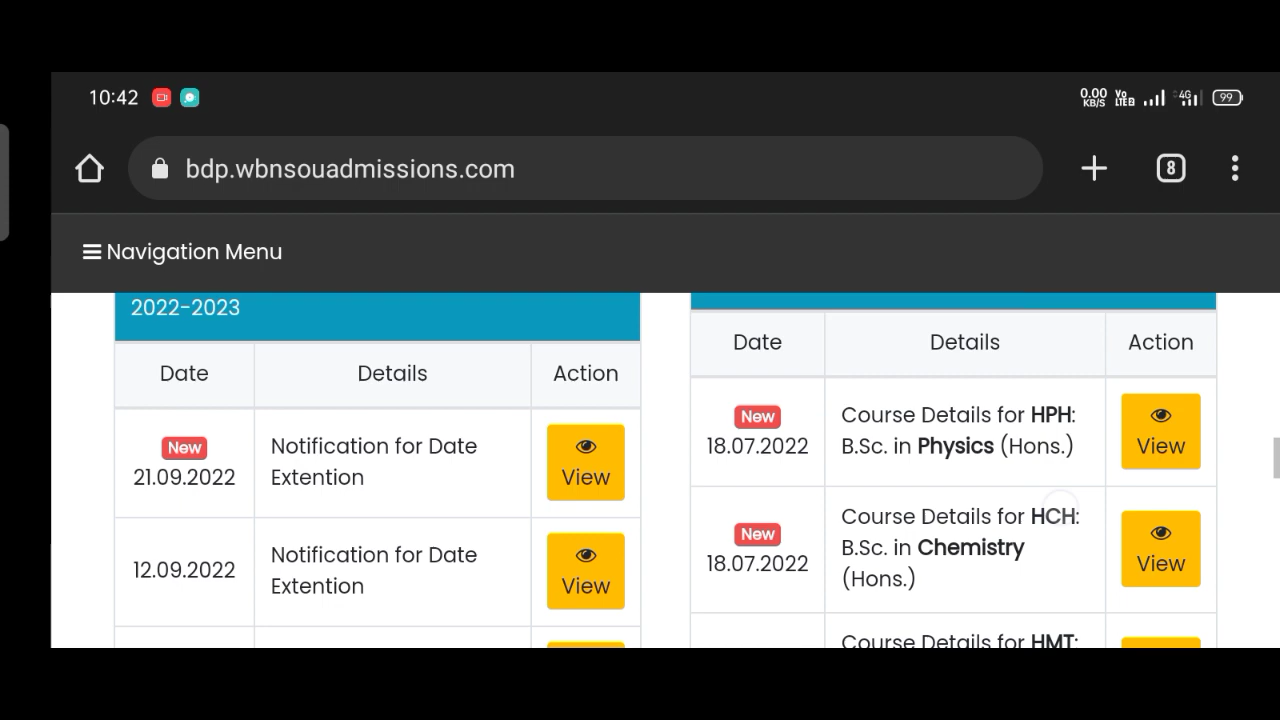 10:42
0.00 KB/S Vo LTE2 4G 99
bdp.wbnsouadmissions.com
8
Navigation Menu
2022-2023
Date Details Action
New
21.09.2022
Notification for Date
Extention
View
12.09.2022
Notification for Date
Extention
View
Date Details Action
New
18.07.2022
Course Details for HPH:
B.Sc. in Physics (Hons.)
View
New
18.07.2022
Course Details for HCH:
B.Sc. in Chemistry
(Hons.)
View
Course Details for HMT: